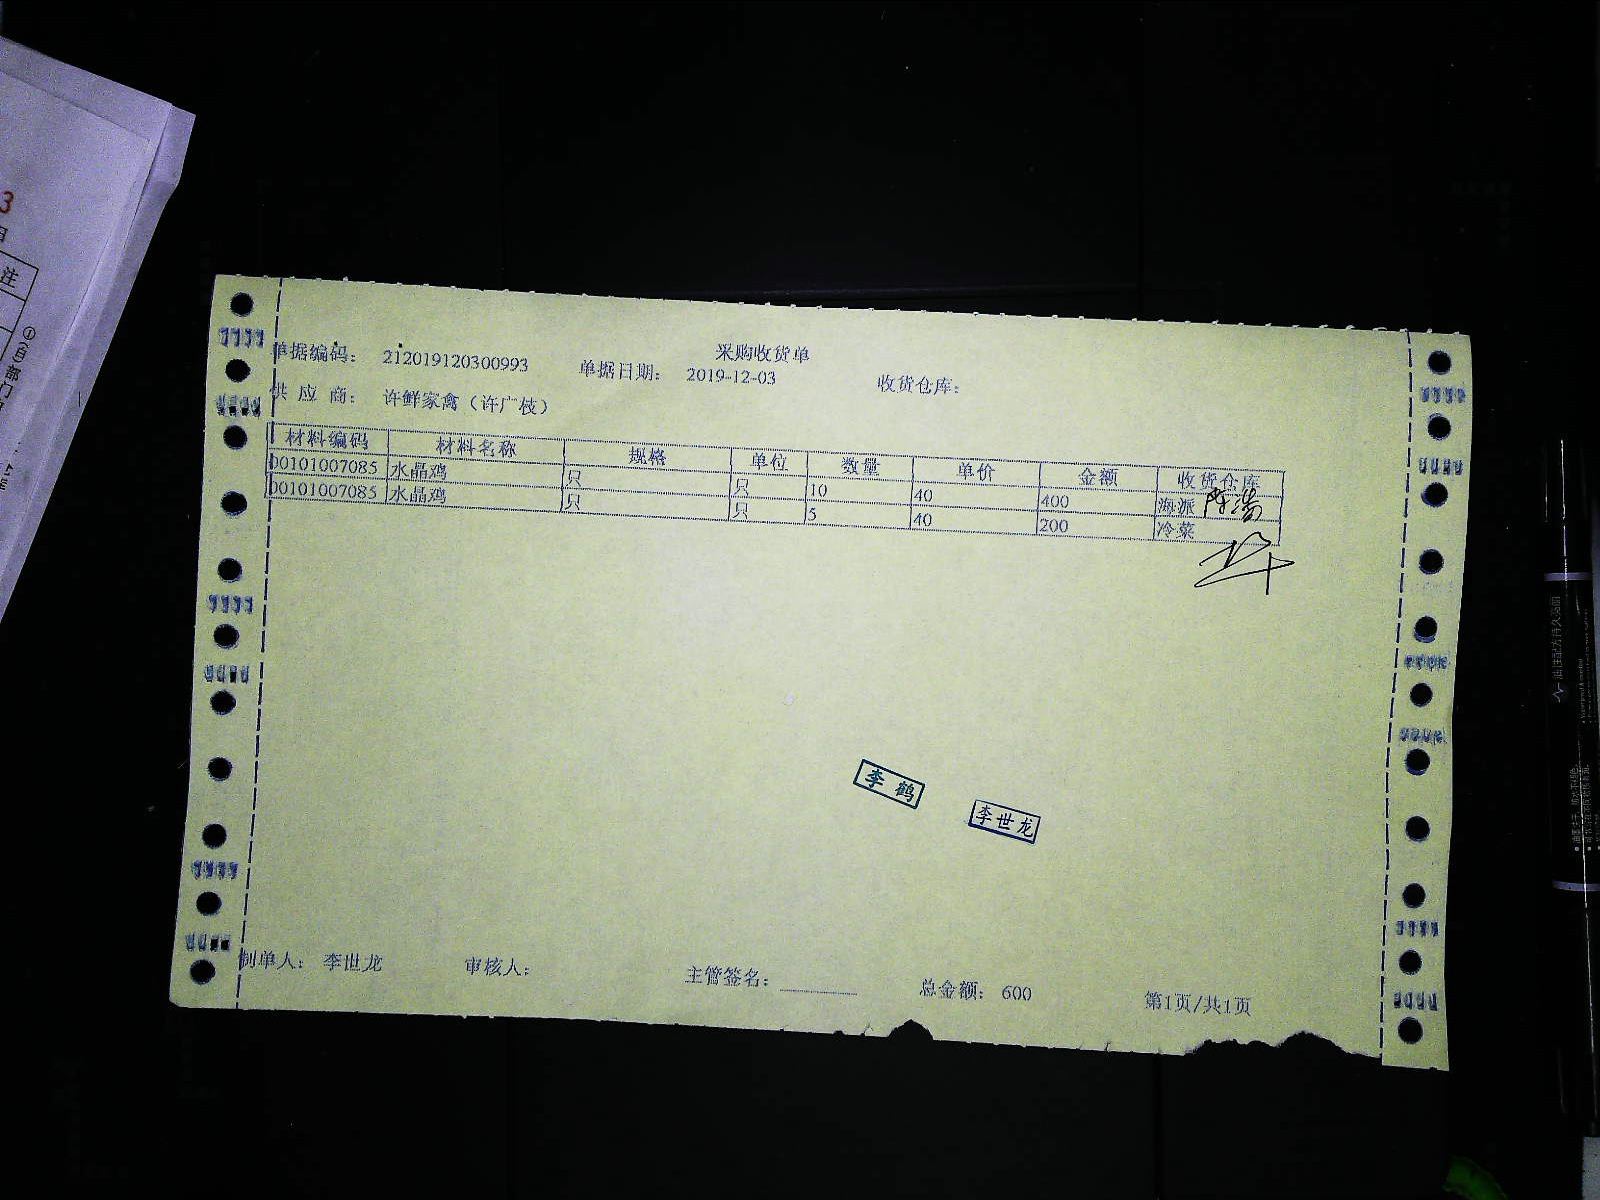 采购收货单
单据编码: 212019120300993 单据日期: 2019-12-03 收货仓库:
供应商: 许鲜家禽（许广枝）
材料编码 材料名称 规格 单位 数量 单价 金额 收货仓库
00101007085 水晶鸡 只 只 10 40 400 海派
00101007085 水晶鸡 只 只 5 40 200 冷菜
李鹤
李世龙
制单人: 李世龙 审核人: 主管签名: 总金额: 600 第1页/共1页
3
注